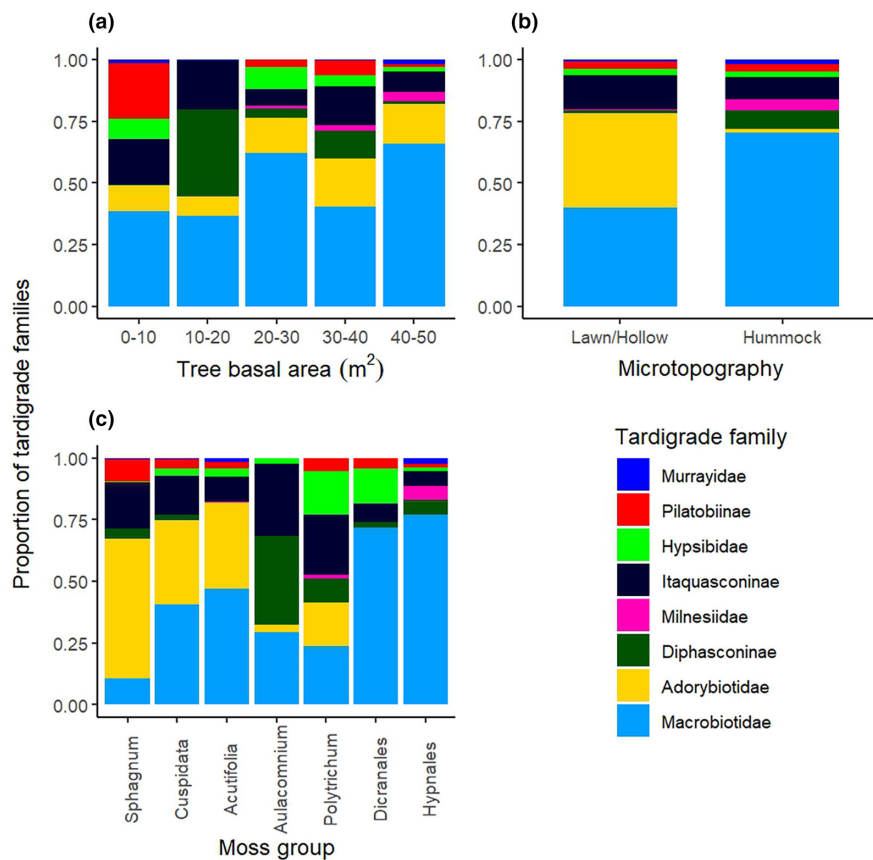 (a)
(b)
1.00
0.75
0.50
0.25
0.00
0-10 10-20 20-30 30-40 40-50
Tree basal area (m²)
1.00
0.75
0.50
0.25
0.00
Lawn/Hollow Hummock
Microtopography
Proportion of tardigrade families
(c)
1.00
0.75
0.50
0.25
0.00
Sphagnum
Cuspidata
Acutifolia
Aulacomnium
Polytrichum
Dicranales
Hypnales
Moss group
Tardigrade family
Murrayidae
Pilatobiinae
Hypsibidae
Itaquasconinae
Milnesiidae
Diphasconinae
Adorybiotidae
Macrobiotidae